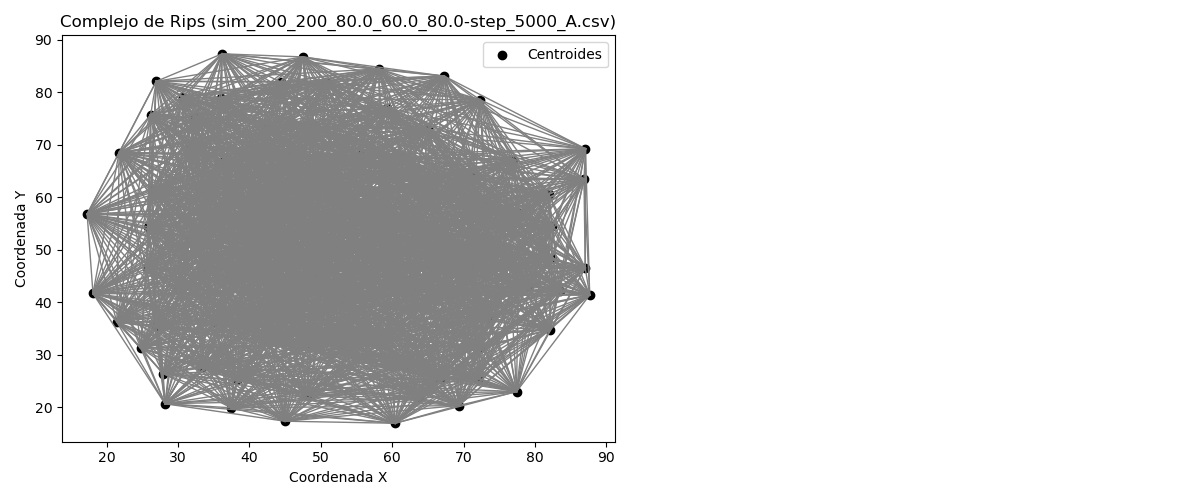 Complejo de Rips (sim_200_200_80.0_60.0_80.0-step_5000_A.csv)
Centroides
90
80
70
60
50
40
30
20
Coordenada Y
20 30 40 50 60 70 80 90
Coordenada X